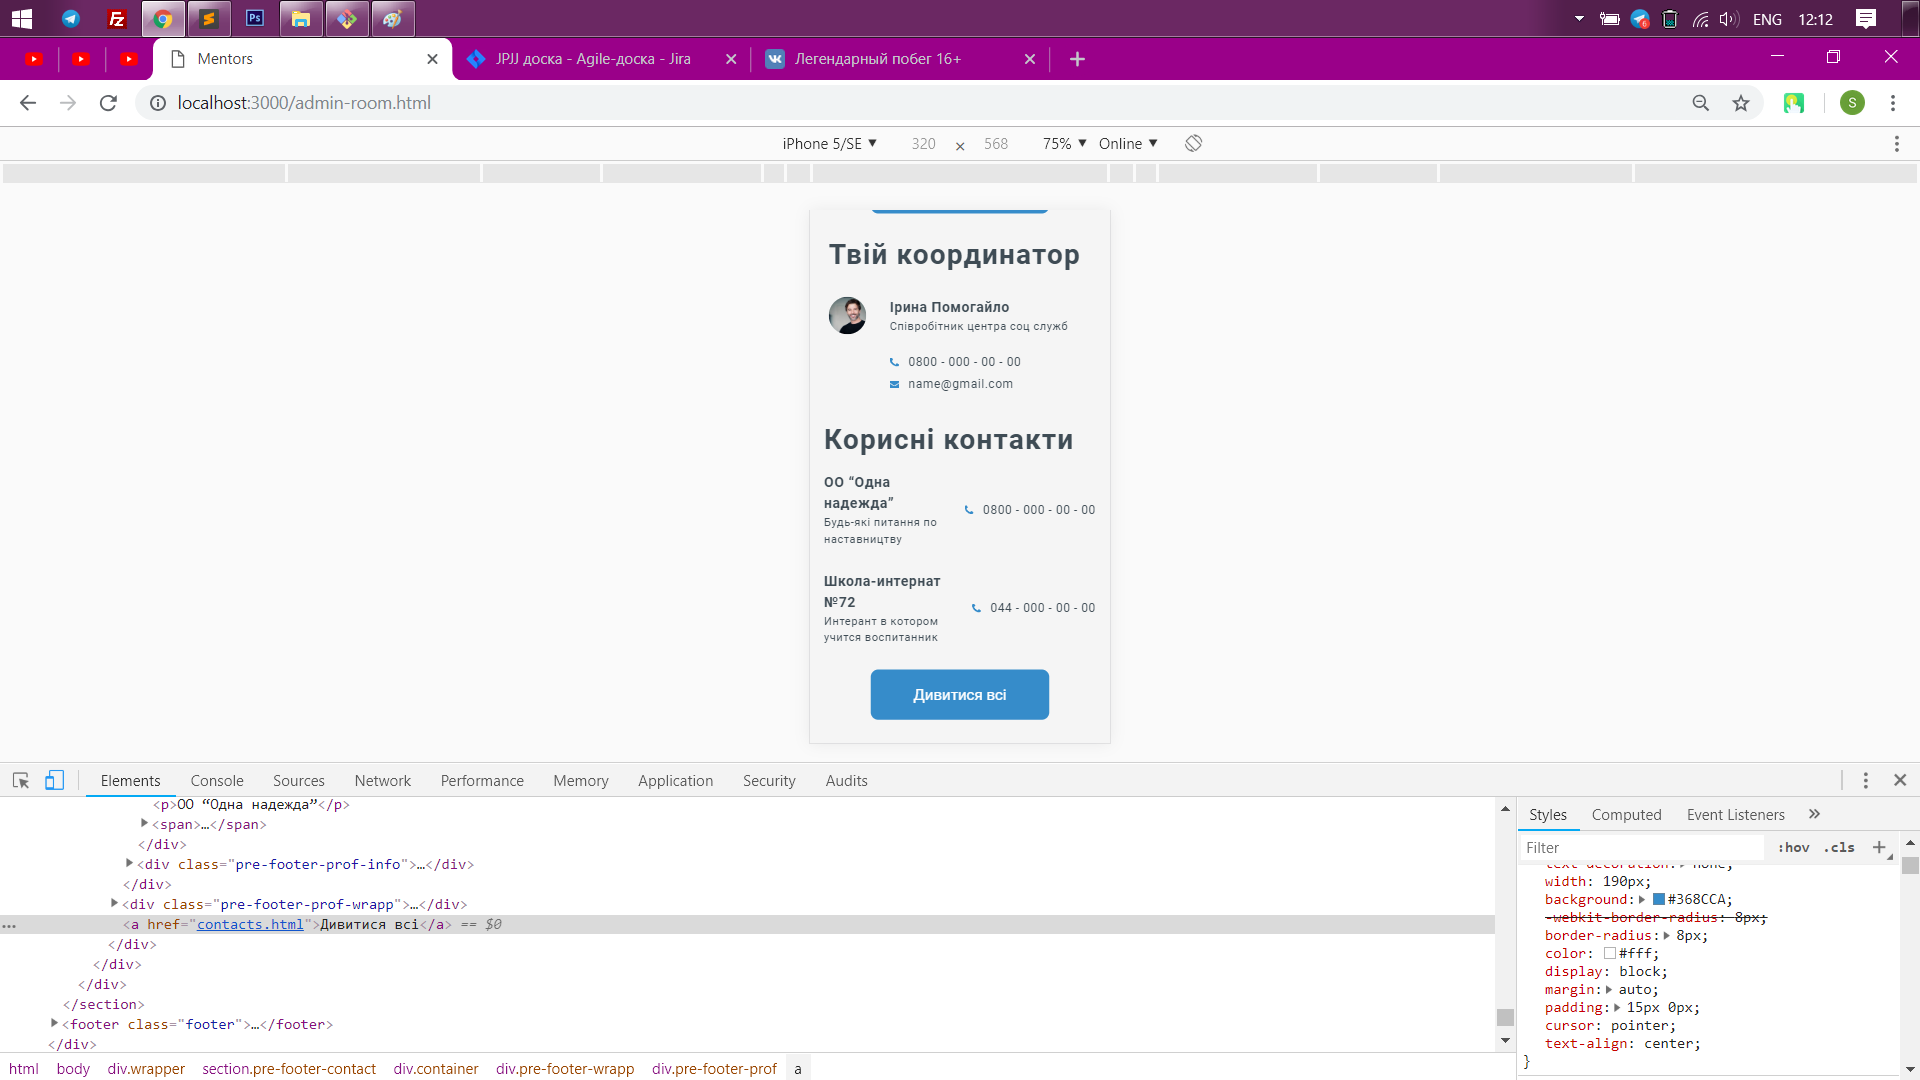 ENG 12:12
Mentors
JPJJ доска - Agile-доска - Jira
Легендарный побег 16+
localhost:3000/admin-room.html
S
iPhone 5/SE 320 × 568 75% Online
Твій координатор
Ірина Помогайло
Співробітник центра соц служб
0800 - 000 - 00 - 00
name@gmail.com
Корисні контакти
ОО “Одна
надежда”
Будь-які питання по
наставництву
0800 - 000 - 00 - 00
Школа-интернат
№72
Интерант в котором
учится воспитанник
044 - 000 - 00 - 00
Дивитися всі
Elements Console Sources Network Performance Memory Application Security Audits
<p>ОО “Одна надежда”</p>
<span>…</span>
</div>
<div class="pre-footer-prof-info">…</div>
</div>
<div class="pre-footer-prof-wrapp">…</div>
<a href="contacts.html">Дивитися всі</a> == $0
</div>
</div>
</div>
</section>
<footer class="footer">…</footer>
</div>
html body div.wrapper section.pre-footer-contact div.container div.pre-footer-wrapp div.pre-footer-prof a
Styles Computed Event Listeners
Filter :hov .cls
text-decoration: none;
width: 190px;
background: #368CCA;
-webkit-border-radius: 8px;
border-radius: 8px;
color: #fff;
display: block;
margin: auto;
padding: 15px 0px;
cursor: pointer;
text-align: center;
}